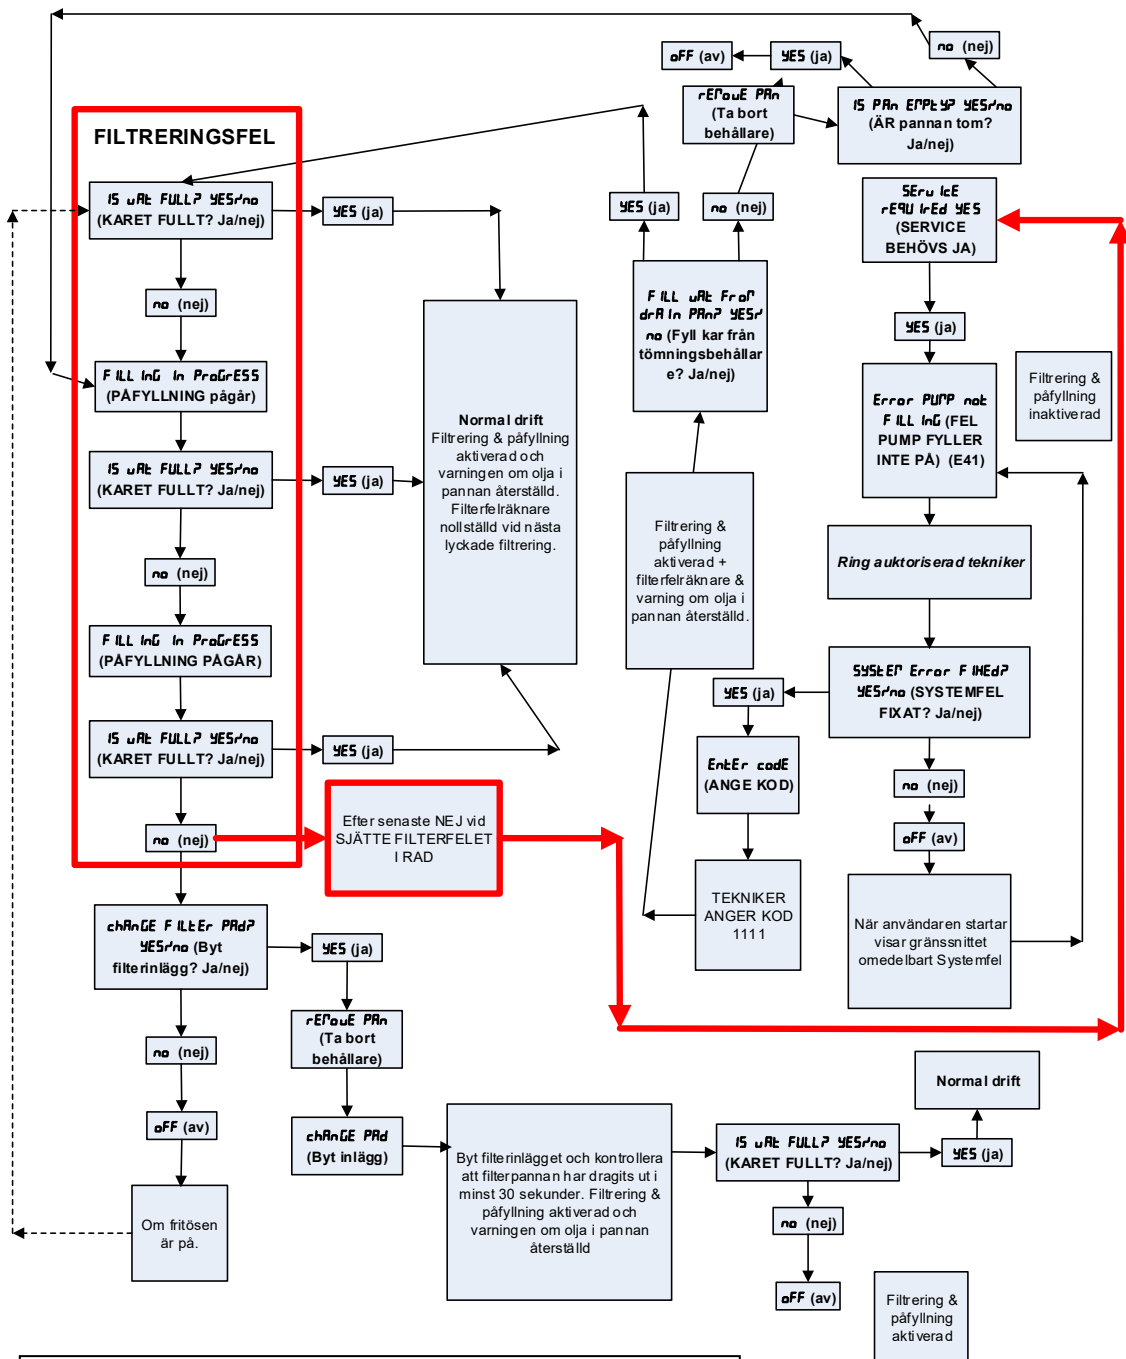 no (nej)
oFF (av)
YES (ja)
rEMouE PAn
(Ta bort
behållare)
IS PAn EMPtY? YES/no
(ÄR pannan tom?
Ja/nej)
FILTRERINGSFEL
IS uAt FULL? YES/no
(KARET FULLT? Ja/nej)
YES (ja)
YES (ja)
no (nej)
SEruIcE
rEQUIrEd YES
(SERVICE
BEHÖVS JA)
no (nej)
FILL uAt FroM
drAIn PAn? YES/
no (Fyll kar från
tömningsbehållar
e? Ja/nej)
YES (ja)
FILLInG In ProGrESS
(PÅFYLLNING pågår)
Error PUMP not
FILLInG (FEL
PUMP FYLLER
INTE PÅ) (E41)
Filtrering &
påfyllning
inaktiverad
Normal drift
Filtrering & påfyllning
aktiverad och
varningen om olja i
pannan återställd.
Filterfelräknare
nollställd vid nästa
lyckade filtrering.
IS uAt FULL? YES/no
(KARET FULLT? Ja/nej)
YES (ja)
Filtrering &
påfyllning
aktiverad +
filterfelräknare &
varning om olja i
pannan återställd.
Ring auktoriserad tekniker
no (nej)
FILLInG In ProGrESS
(PÅFYLLNING PÅGÅR)
SYStEM Error FIXEd?
YES/no (SYSTEMFEL
FIXAT? Ja/nej)
YES (ja)
IS uAt FULL? YES/no
(KARET FULLT? Ja/nej)
YES (ja)
EntEr codE
(ANGE KOD)
no (nej)
no (nej)
Efter senaste NEJ vid
SJÄTTE FILTERFELET
I RAD
oFF (av)
TEKNIKER
ANGER KOD
1111
När användaren startar
visar gränssnittet
omedelbart Systemfel
chAnGE FILtEr PAd?
YES/no (Byt
filterinlägg? Ja/nej)
YES (ja)
rEMouE PAn
(Ta bort
behållare)
no (nej)
Normal drift
oFF (av)
chAnGE PAd
(Byt inlägg)
Byt filterinlägget och kontrollera
att filterpannan har dragits ut i
minst 30 sekunder. Filtrering &
påfyllning aktiverad och
varningen om olja i pannan
återställd
IS uAt FULL? YES/no
(KARET FULLT? Ja/nej)
YES (ja)
Om fritösen
är på.
no (nej)
oFF (av)
Filtrering &
påfyllning
aktiverad